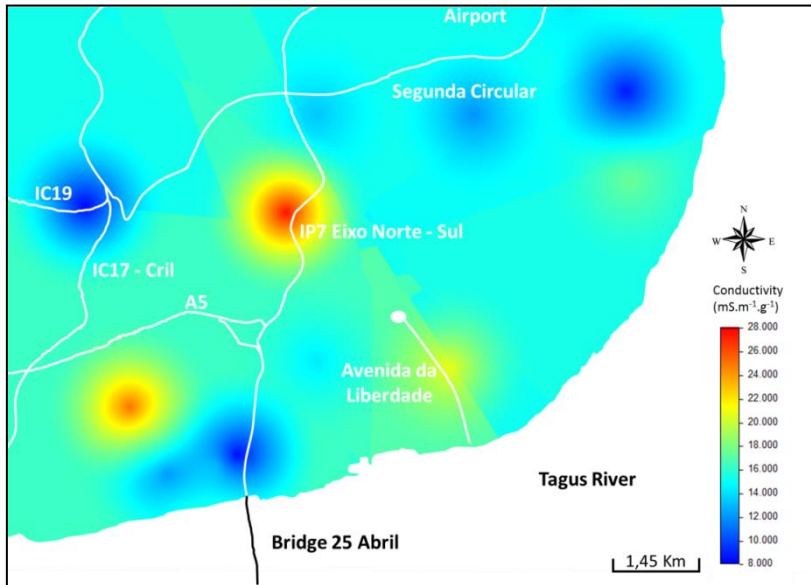 Airport
Segunda Circular
IC19
IP7 Eixo Norte - Sul
IC17 - Cril
A5
Avenida da
Liberdade
Tagus River
Bridge 25 Abril
1,45 Km
N
W E
S
Conductivity
(mS.m⁻¹.g⁻¹)
28.000
26.000
24.000
22.000
20.000
18.000
16.000
14.000
12.000
10.000
8.000